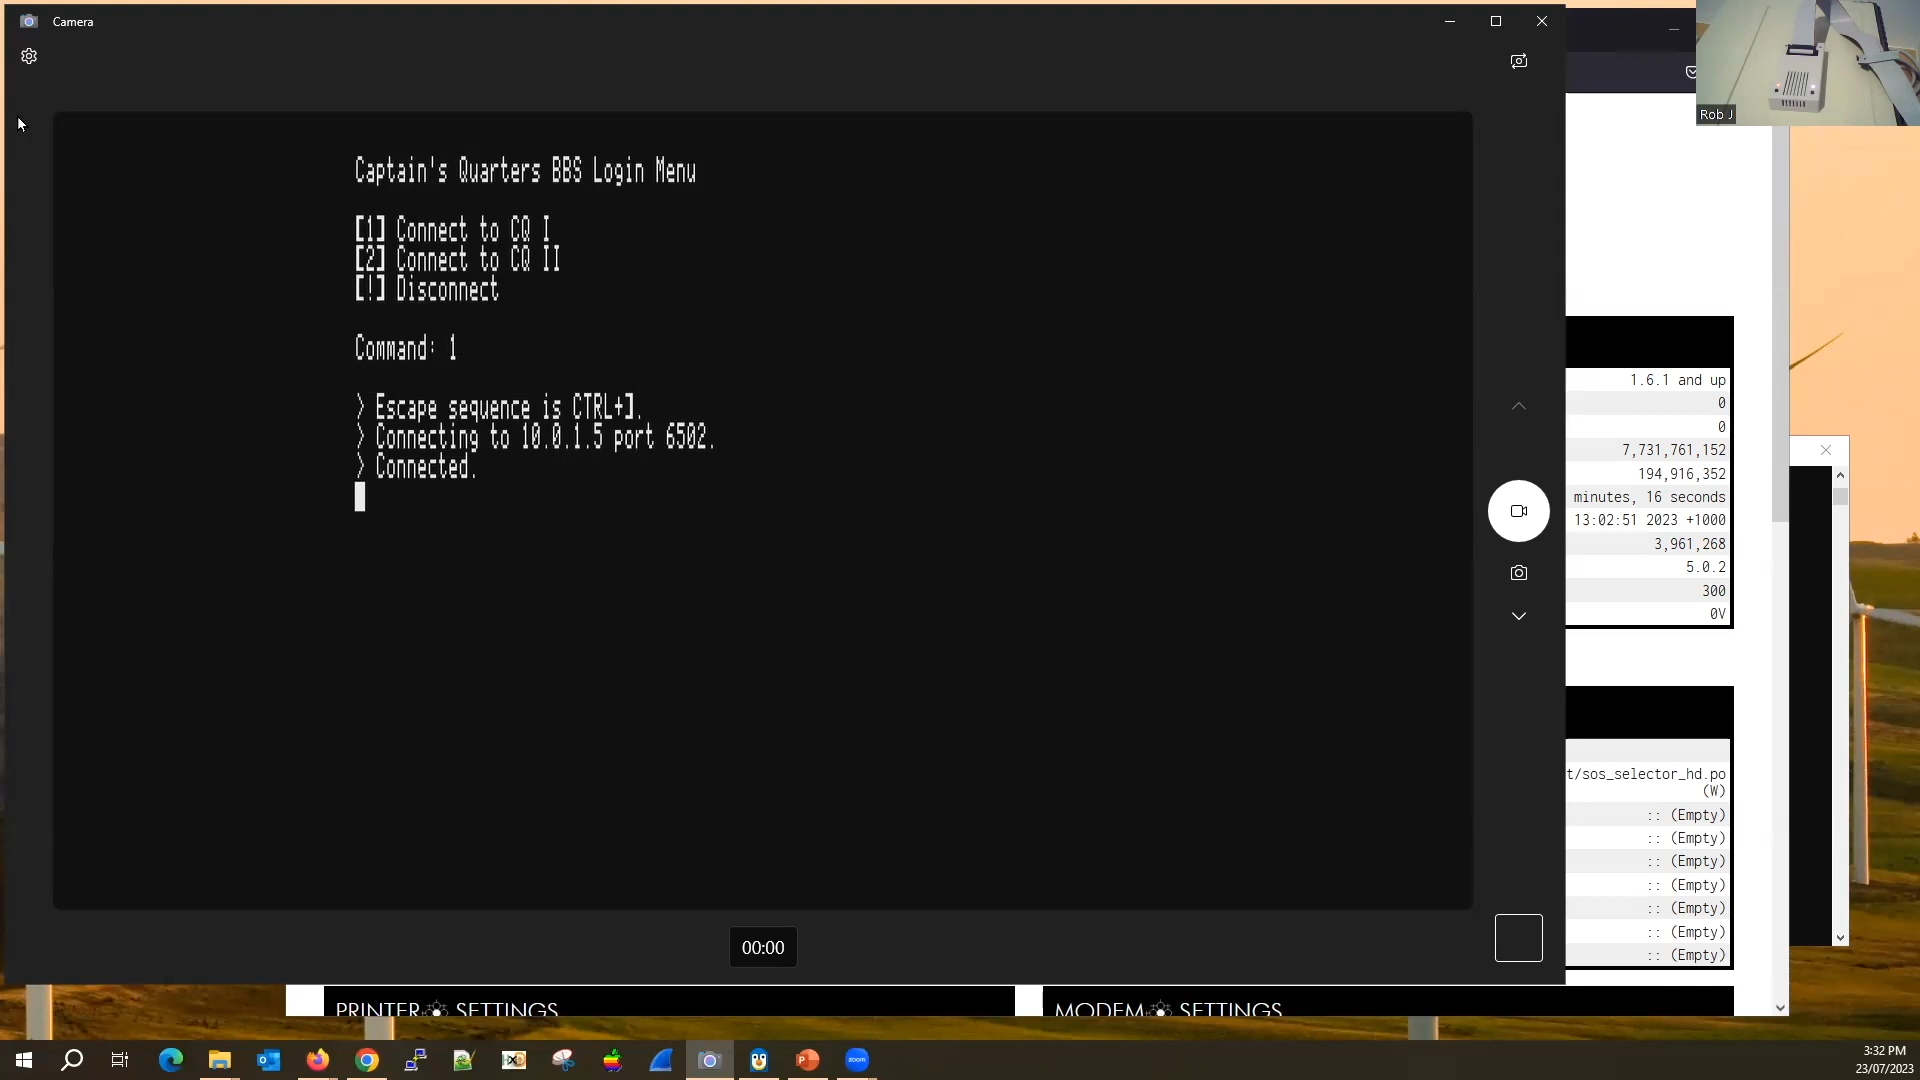 Camera
Rob J
Captain's Quarters BBS Login Menu
[1] Connect to CQ I
[2] Connect to CQ II
[!] Disconnect
Command: 1
> Escape sequence is CTRL+].
> Connecting to 10.0.1.5 port 6502.
> Connected.
1.6.1 and up
0
0
7,731,761,152
194,916,352
minutes, 16 seconds
13:02:51 2023 +1000
3,961,268
5.0.2
300
0V
t/sos_selector_hd.po
(W)
:: (Empty)
:: (Empty)
:: (Empty)
:: (Empty)
:: (Empty)
:: (Empty)
:: (Empty)
00:00
PRINTER SETTINGS
MODEM SETTINGS
zoom
3:32 PM
23/07/2023